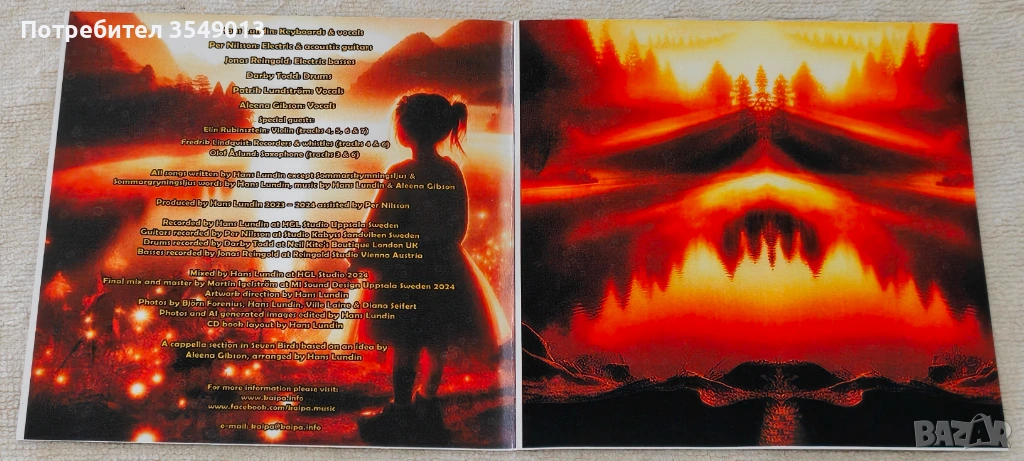 Потребител 3549013
Hans Lundin: Keyboards & vocals
Per Nilsson: Electric & acoustic guitars
Jonas Reingold: Electric basses
Darby Todd: Drums
Patrik Lundström: Vocals
Aleena Gibson: Vocals
Special guests:
Elin Rubinsztein: Violin (tracks 4, 5, 6 & 7)
Fredrik Lindqvist: Recorders & whistles (tracks 4 & 6)
Olof Åslund: Saxophone (tracks 3 & 5)
All songs written by Hans Lundin except Sommarskymningsljus &
Sommargryningsljus words by Hans Lundin, music by Hans Lundin & Aleena Gibson
Produced by Hans Lundin 2023 – 2024 assisted by Per Nilsson
Recorded by Hans Lundin at HGL Studio Uppsala Sweden
Guitars recorded by Per Nilsson at Studio Kabyts Sandviken Sweden
Drums recorded by Darby Todd at Neil Kite's Boutique London UK
Basses recorded by Jonas Reingold at Reingold Studio Vienna Austria
Mixed by Hans Lundin at HGL Studio 2024
Final mix and master by Martin Igelström at MI Sound Design Uppsala Sweden 2024
Artwork direction by Hans Lundin
Photos by Björn Forenius, Hans Lundin, Ville Laine & Diana Seifert
Photos and AI generated images edited by Hans Lundin
CD book layout by Hans Lundin
A cappella section in Seven Birds based on an idea by
Aleena Gibson, arranged by Hans Lundin
For more information please visit:
www.kaipa.info
www.facebook.com/kaipa.music
e-mail: kaipa@kaipa.info
BAZAR